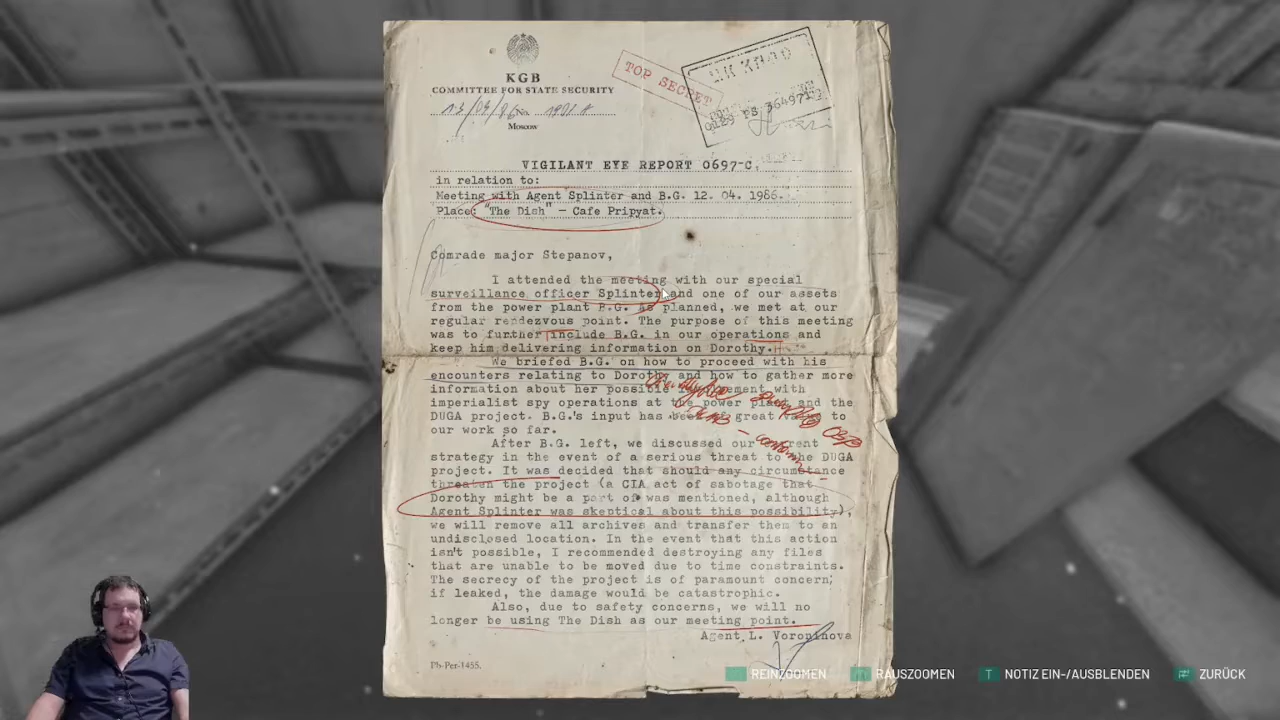 KGB
COMMITTEE FOR STATE SECURITY
TOP SECRET
No.
Moscow
VIGILANT EYE REPORT 0697-C,
in relation to:
Meeting with Agent Splinter and B.G. 12. 04. 1986.
Place: "The Dish" — Cafe Pripyat.
Comrade major Stepanov,
I attended the meeting with our special
surveillance officer Splinter and one of our assets
from the power plant B.G. as planned, we met at our
regular rendezvous point. The purpose of this meeting
was to further include B.G. in our operations and
keep him delivering information on Dorothy.
We briefed B.G. on how to proceed with his
encounters relating to Dorothy and how to gather more
information about her possible involvement with
imperialist spy operations at the power plant and the
DUGA project. B.G.'s input has been great to
our work so far.
After B.G. left, we discussed our current
strategy in the event of a serious threat to the DUGA
project. It was decided that should any circumstance
threaten the project (a CIA act of sabotage that
Dorothy might be a part of was mentioned, although
Agent Splinter was skeptical about this possibility),
we will remove all archives and transfer them to an
undisclosed location. In the event that this action
isn't possible, I recommended destroying any files
that are unable to be moved due to time constraints.
The secrecy of the project is of paramount concern;
if leaked, the damage would be catastrophic.
Also, due to safety concerns, we will no
longer be using The Dish as our meeting point.
Agent L. Voroninova
Pb-Per-1455.
REINZOOMEN RAUSZOOMEN T NOTIZ EIN-/AUSBLENDEN ZURÜCK